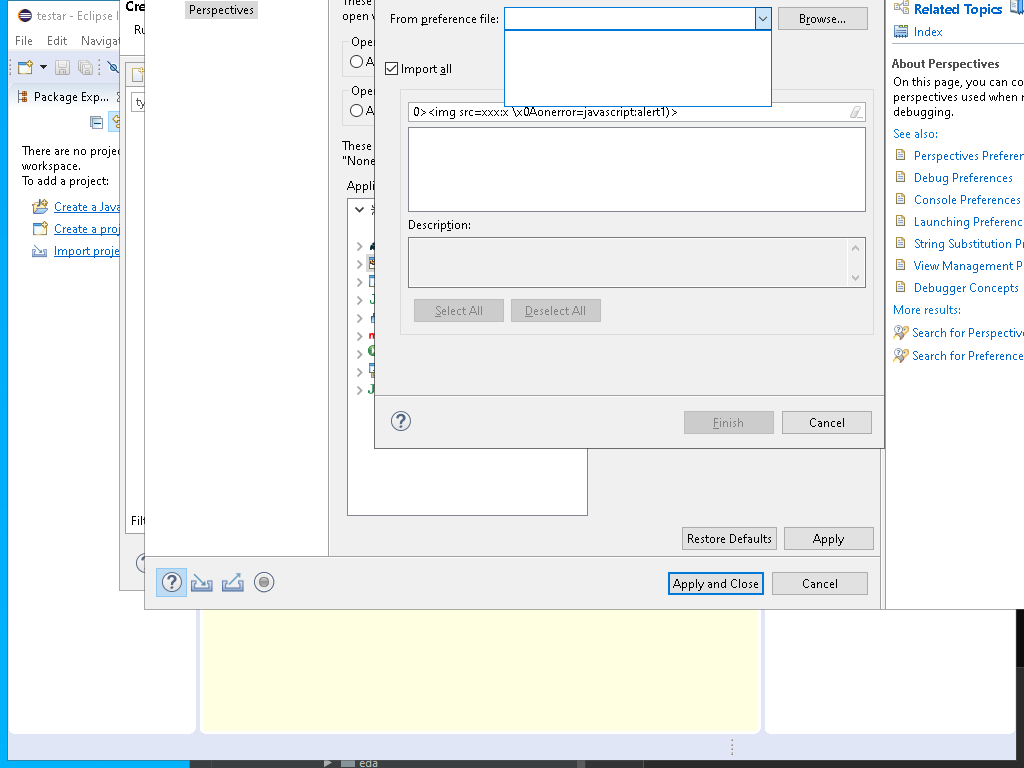 testar - Eclipse I
File Edit Naviga
Package Exp...
There are no proje
workspace.
To add a project:
Create a Java
Create a proj
Import proje
Cre
Ru
ty
Filt
Perspectives
These
open v
Ope
A
Ope
A
These
"None
Appli
From preference file:
Browse...
Import all
0><img src=xxx:x \x0Aonerror=javascript:alert1)>
Description:
Select All
Deselect All
Finish
Cancel
Restore Defaults
Apply
Apply and Close
Cancel
Related Topics
Index
About Perspectives
On this page, you can co
perspectives used when r
debugging.
See also:
Perspectives Preferer
Debug Preferences
Console Preferences
Launching Preferenc
String Substitution Pr
View Management P
Debugger Concepts
More results:
Search for Perspectiv
Search for Preference
eda